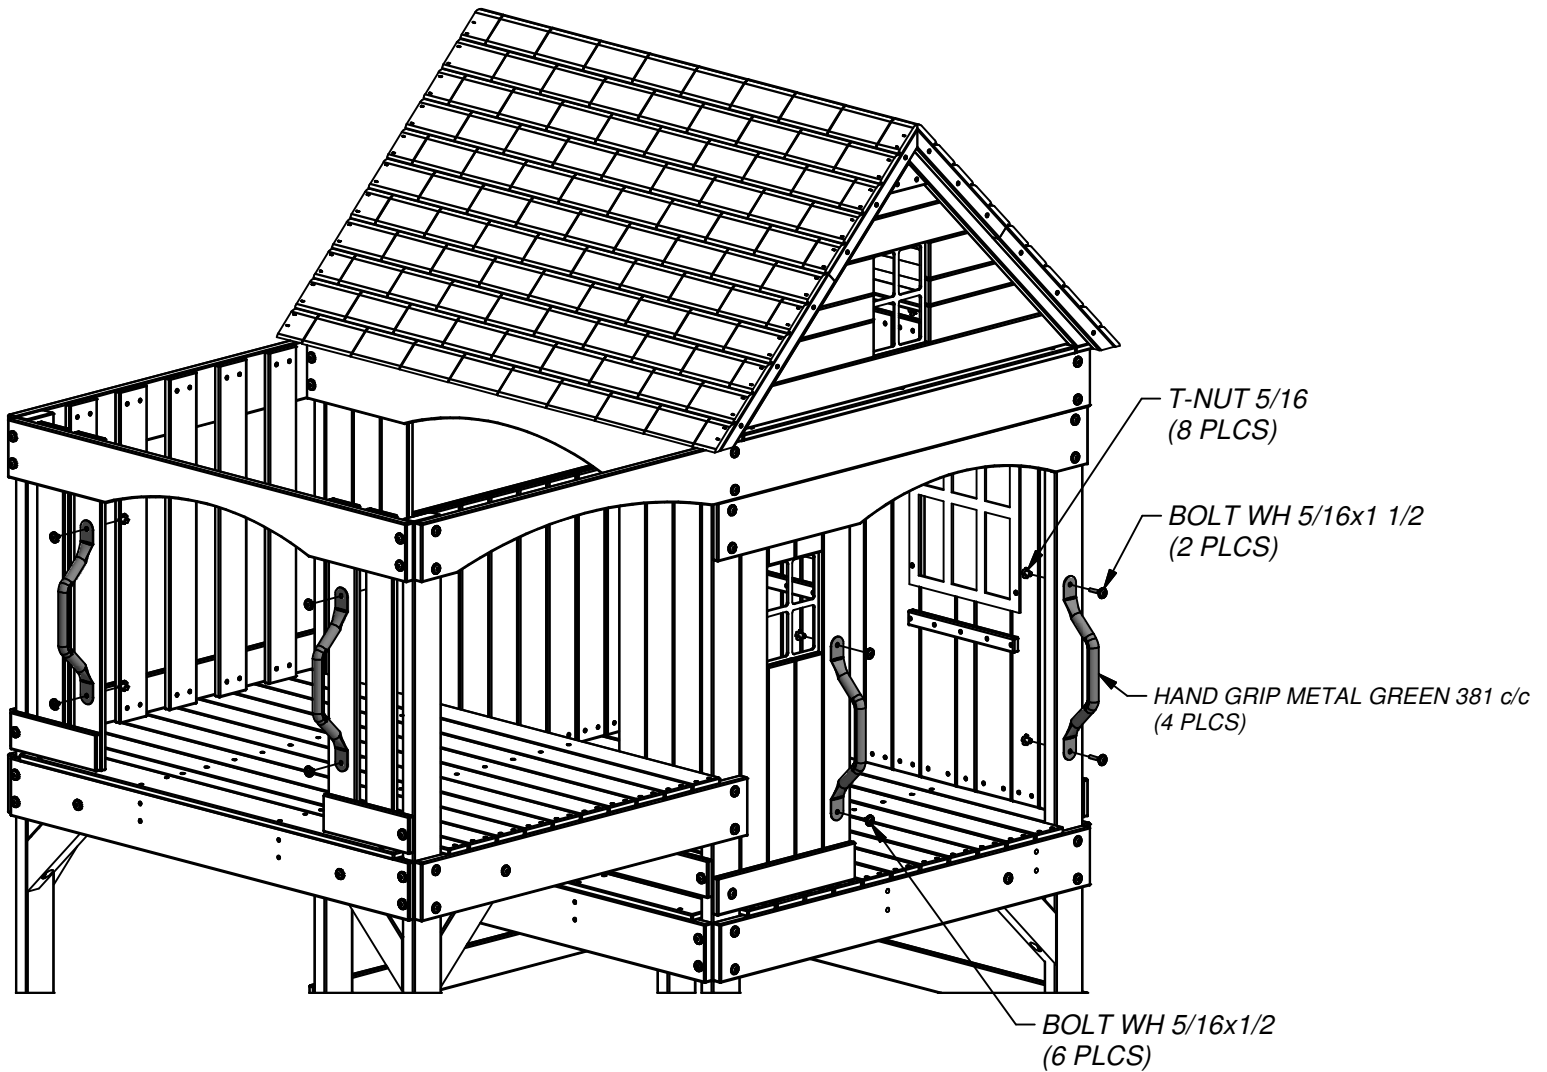 T-NUT 5/16
(8 PLCS)
BOLT WH 5/16x1 1/2
(2 PLCS)
HAND GRIP METAL GREEN 381 c/c
(4 PLCS)
BOLT WH 5/16x1/2
(6 PLCS)